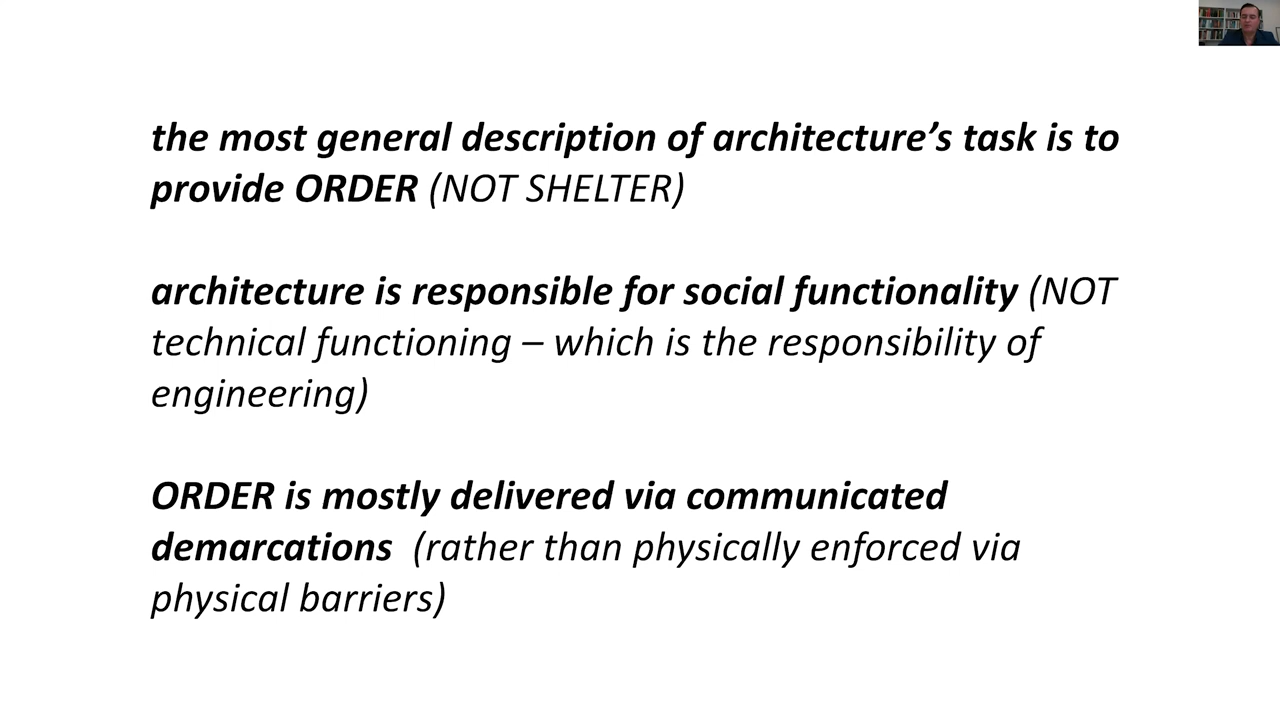 the most general description of architecture’s task is to
provide ORDER (NOT SHELTER)
architecture is responsible for social functionality (NOT
technical functioning – which is the responsibility of
engineering)
ORDER is mostly delivered via communicated
demarcations  (rather than physically enforced via
physical barriers)